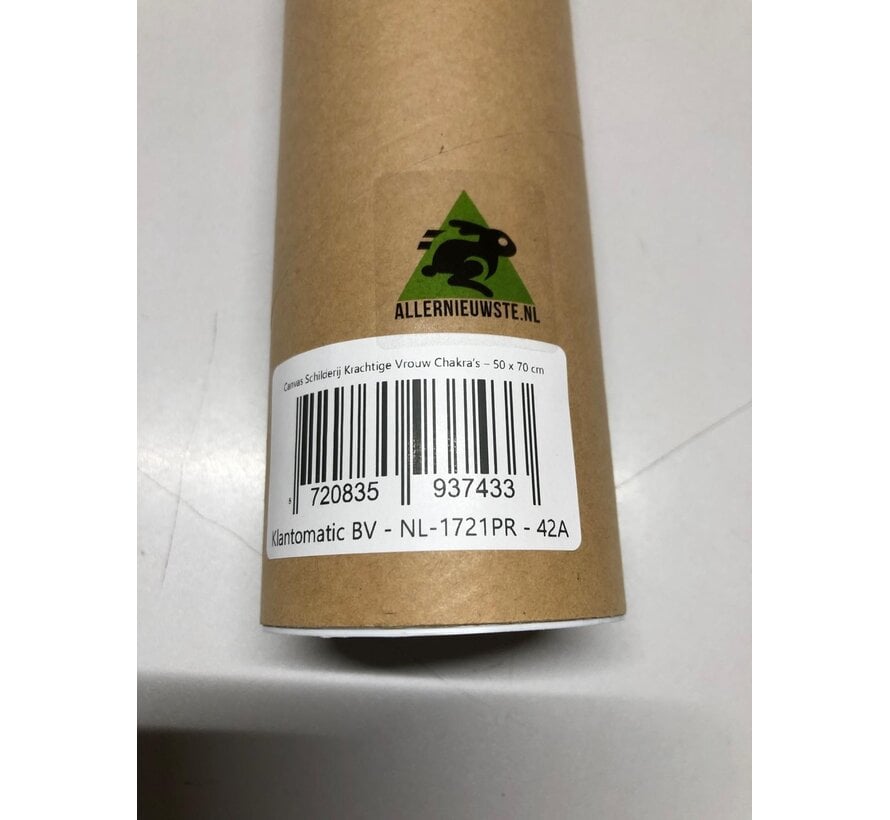 ALLERNIEUWSTE.NL
Canvas Schilderij Krachtige Vrouw Chakra's – 50 x 70 cm
8 720835 937433
Klantomatic BV - NL-1721PR - 42A